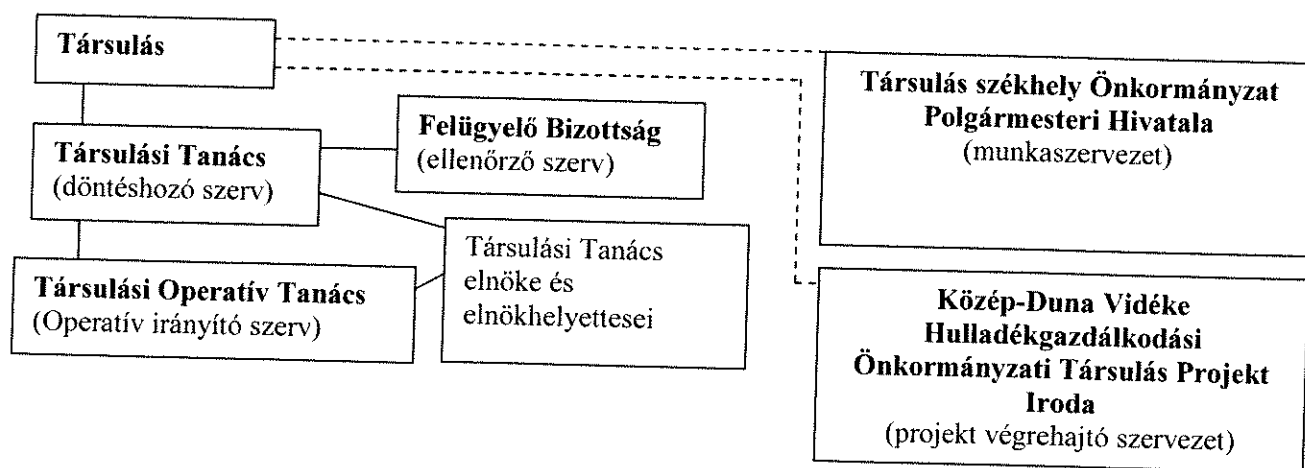 Társulás
Társulási Tanács
(döntéshozó szerv)
Társulási Operatív Tanács
(Operatív irányító szerv)
Felügyelő Bizottság
(ellenőrző szerv)
Társulási Tanács
elnöke és
elnökhelyettesei
Társulás székhely Önkormányzat
Polgármesteri Hivatala
(munkaszervezet)
Közép-Duna Vidéke
Hulladékgazdálkodási
Önkormányzati Társulás Projekt
Iroda
(projekt végrehajtó szervezet)